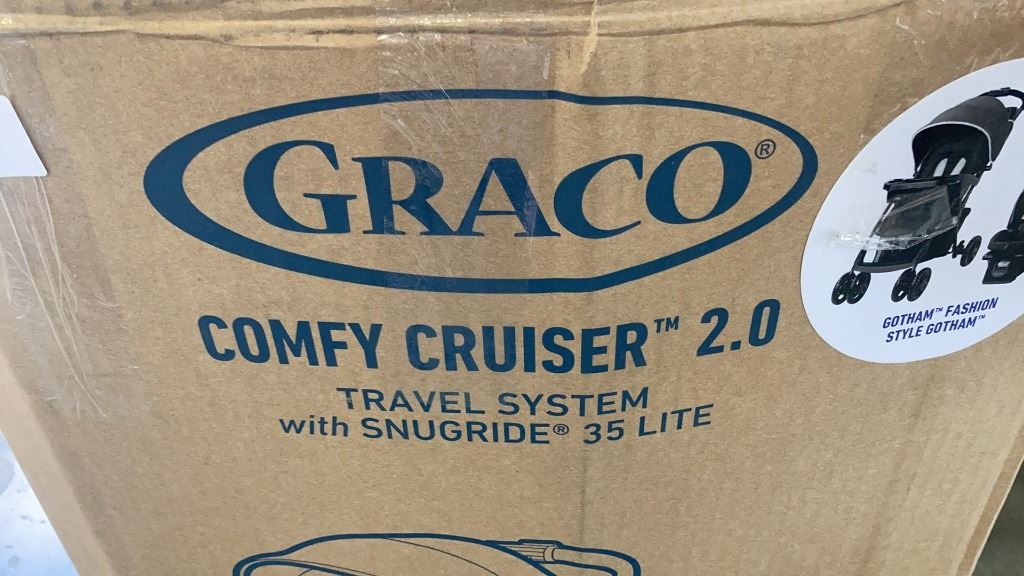 GRACO®
COMFY CRUISER™ 2.0
TRAVEL SYSTEM
with SNUGRIDE® 35 LITE
GOTHAM™ FASHION
STYLE GOTHAM™